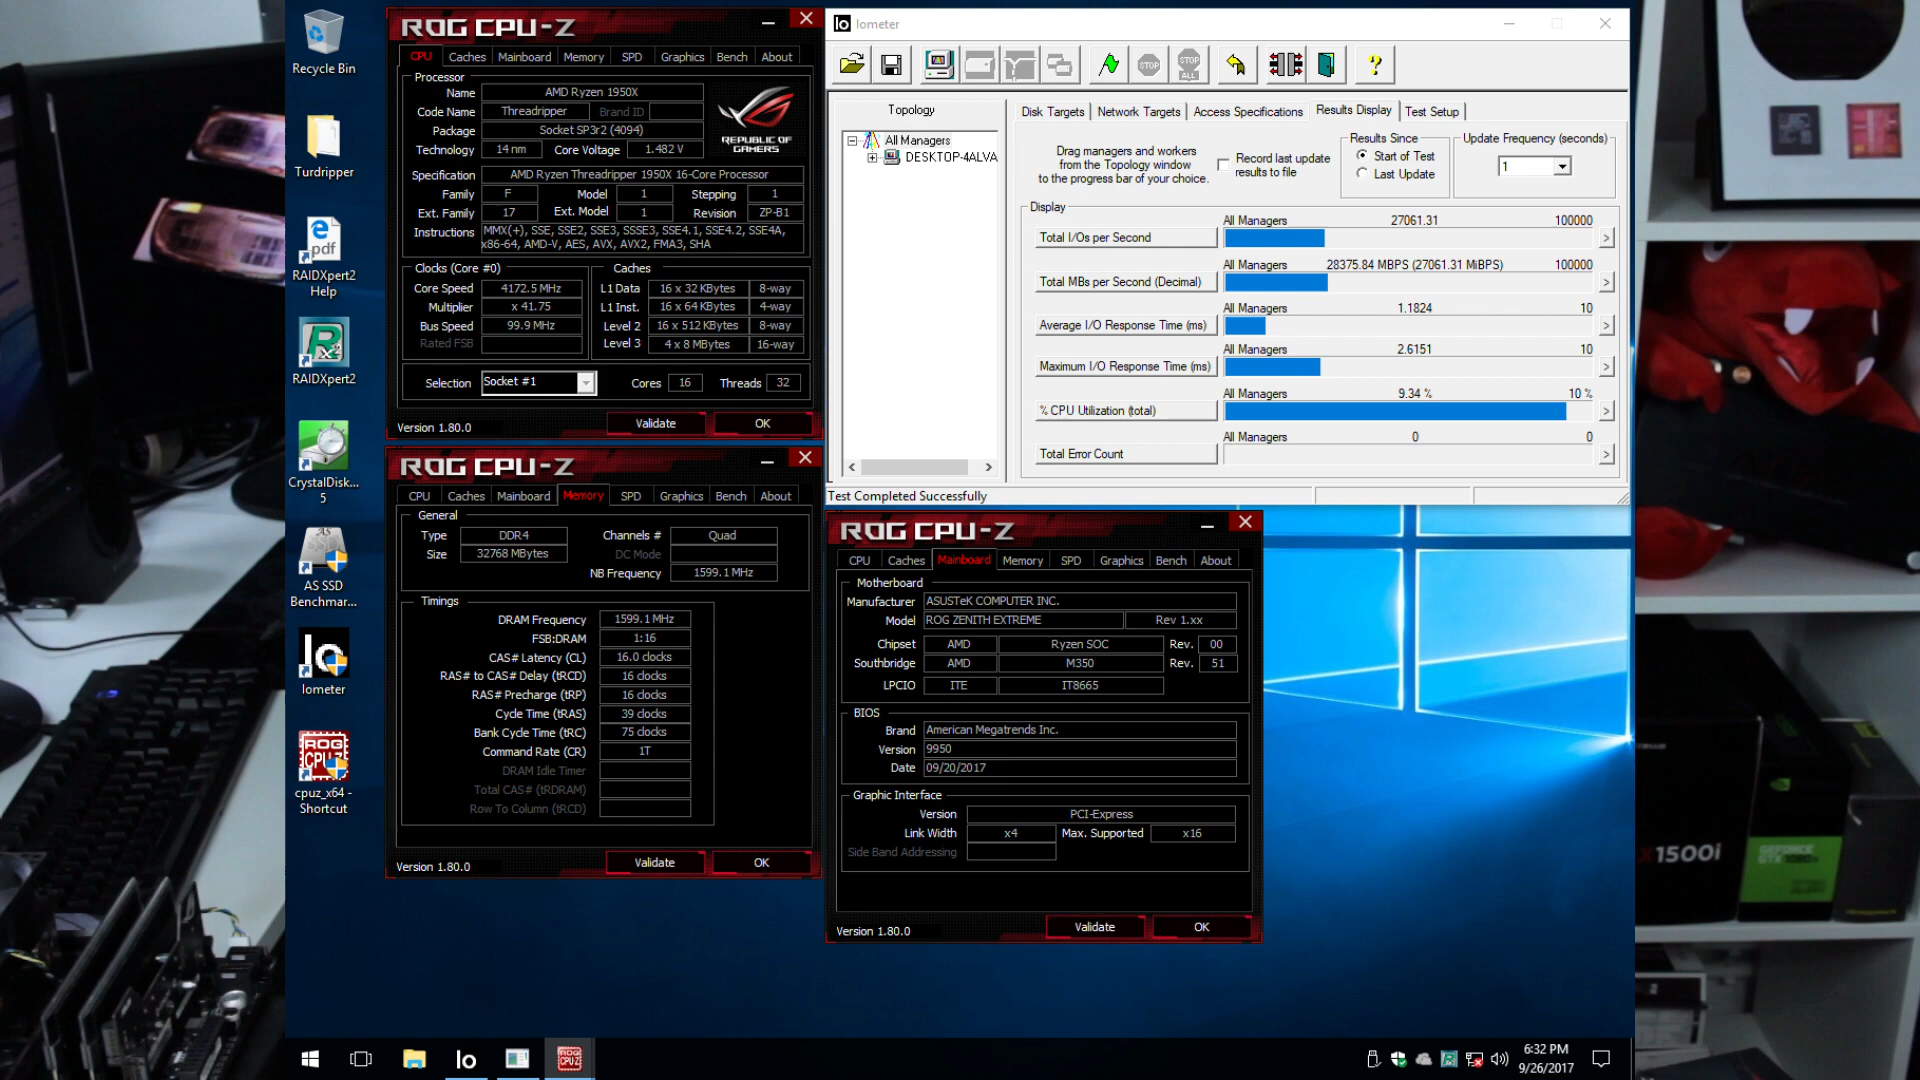 Recycle Bin
Turdripper
RAIDXpert2
Help
RAIDXpert2
CrystalDisk...
5
AS SSD
Benchmar...
Iometer
cpuz_x64 -
Shortcut
ROG CPU-Z
CPU Caches Mainboard Memory SPD Graphics Bench About
Processor
Name AMD Ryzen 1950X
Code Name Threadripper Brand ID
Package Socket SP3r2 (4094)
Technology 14 nm Core Voltage 1.482 V
REPUBLIC OF
GAMERS
Specification AMD Ryzen Threadripper 1950X 16-Core Processor
Family F Model 1 Stepping 1
Ext. Family 17 Ext. Model 1 Revision ZP-B1
Instructions MMX(+), SSE, SSE2, SSE3, SSSE3, SSE4.1, SSE4.2, SSE4A,
x86-64, AMD-V, AES, AVX, AVX2, FMA3, SHA
Clocks (Core #0) Caches
Core Speed 4172.5 MHz L1 Data 16 x 32 KBytes 8-way
Multiplier x 41.75 L1 Inst. 16 x 64 KBytes 4-way
Bus Speed 99.9 MHz Level 2 16 x 512 KBytes 8-way
Rated FSB Level 3 4 x 8 MBytes 16-way
Selection Socket #1 Cores 16 Threads 32
Version 1.80.0 Validate OK
ROG CPU-Z
CPU Caches Mainboard Memory SPD Graphics Bench About
General
Type DDR4 Channels # Quad
Size 32768 MBytes DC Mode
NB Frequency 1599.1 MHz
Timings
DRAM Frequency 1599.1 MHz
FSB:DRAM 1:16
CAS# Latency (CL) 16.0 clocks
RAS# to CAS# Delay (tRCD) 16 clocks
RAS# Precharge (tRP) 16 clocks
Cycle Time (tRAS) 39 clocks
Bank Cycle Time (tRC) 75 clocks
Command Rate (CR) 1T
DRAM Idle Timer
Total CAS# (tRDRAM)
Row To Column (tRCD)
Version 1.80.0 Validate OK
Iometer
Topology
All Managers
DESKTOP-4ALVA
Disk Targets Network Targets Access Specifications Results Display Test Setup
Drag managers and workers
from the Topology window
to the progress bar of your choice.
Record last update
results to file
Results Since
Start of Test
Last Update
Update Frequency (seconds)
1
Display
All Managers 27061.31 100000
Total I/Os per Second
All Managers 28375.84 MBPS (27061.31 MiBPS) 100000
Total MBs per Second (Decimal)
All Managers 1.1824 10
Average I/O Response Time (ms)
All Managers 2.6151 10
Maximum I/O Response Time (ms)
All Managers 9.34 % 10 %
% CPU Utilization (total)
All Managers 0 0
Total Error Count
Test Completed Successfully
ROG CPU-Z
CPU Caches Mainboard Memory SPD Graphics Bench About
Motherboard
Manufacturer ASUSTeK COMPUTER INC.
Model ROG ZENITH EXTREME Rev 1.xx
Chipset AMD Ryzen SOC Rev. 00
Southbridge AMD M350 Rev. 51
LPCIO ITE IT8665
BIOS
Brand American Megatrends Inc.
Version 9950
Date 09/20/2017
Graphic Interface
Version PCI-Express
Link Width x4 Max. Supported x16
Side Band Addressing
Version 1.80.0 Validate OK
6:32 PM
9/26/2017
1500i
GEFORCE